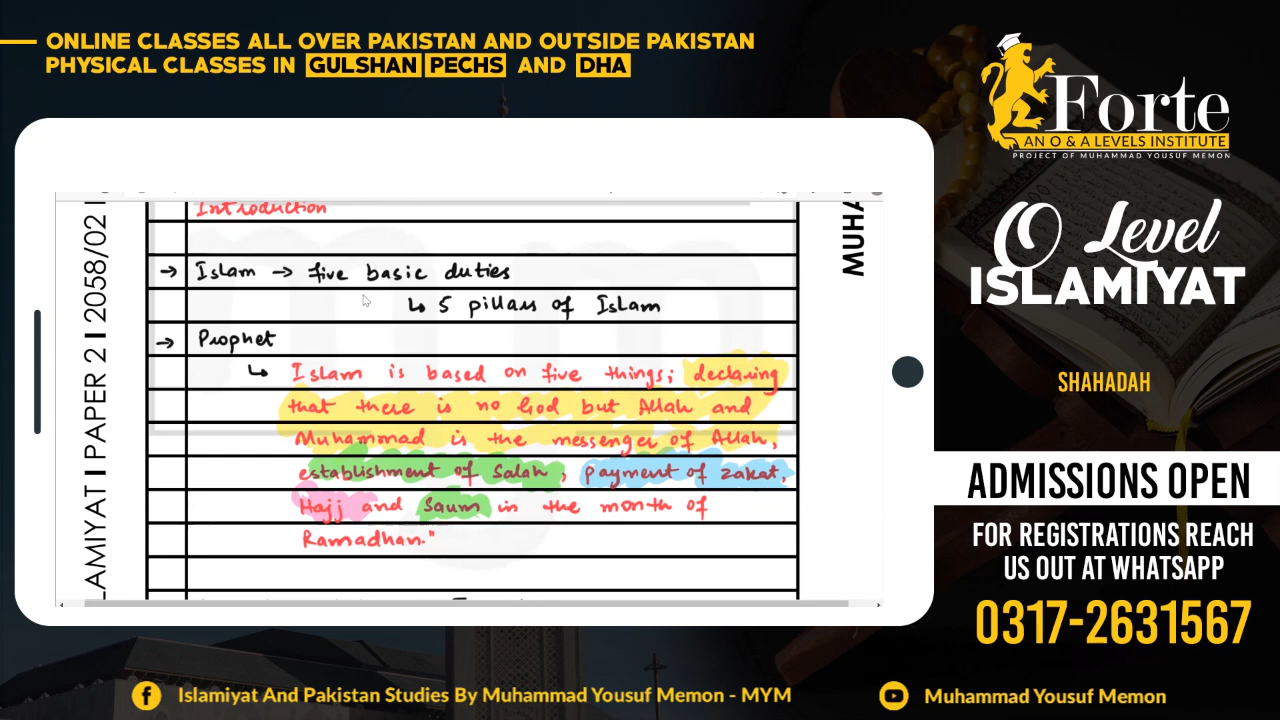 ONLINE CLASSES ALL OVER PAKISTAN AND OUTSIDE PAKISTAN
PHYSICAL CLASSES IN GULSHAN PECHS AND DHA
Forte
AN O & A LEVELS INSTITUTE
PROJECT OF MUHAMMAD YOUSUF MEMON
O Level
ISLAMIYAT
SHAHADAH
ADMISSIONS OPEN
FOR REGISTRATIONS REACH
US OUT AT WHATSAPP
0317-2631567
LAMIYAT I PAPER 2 I 2058/02 I
MUHA
Introduction
→ Islam → five basic duties
↳ 5 pillars of Islam
→ Prophet
↳ Islam is based on five things; declaring
that there is no God but Allah and
Muhammad is the messenger of Allah,
establishment of Salah, payment of zakat,
Hajj and Saum in the month of
Ramadhan."
Islamiyat And Pakistan Studies By Muhammad Yousuf Memon - MYM
Muhammad Yousuf Memon